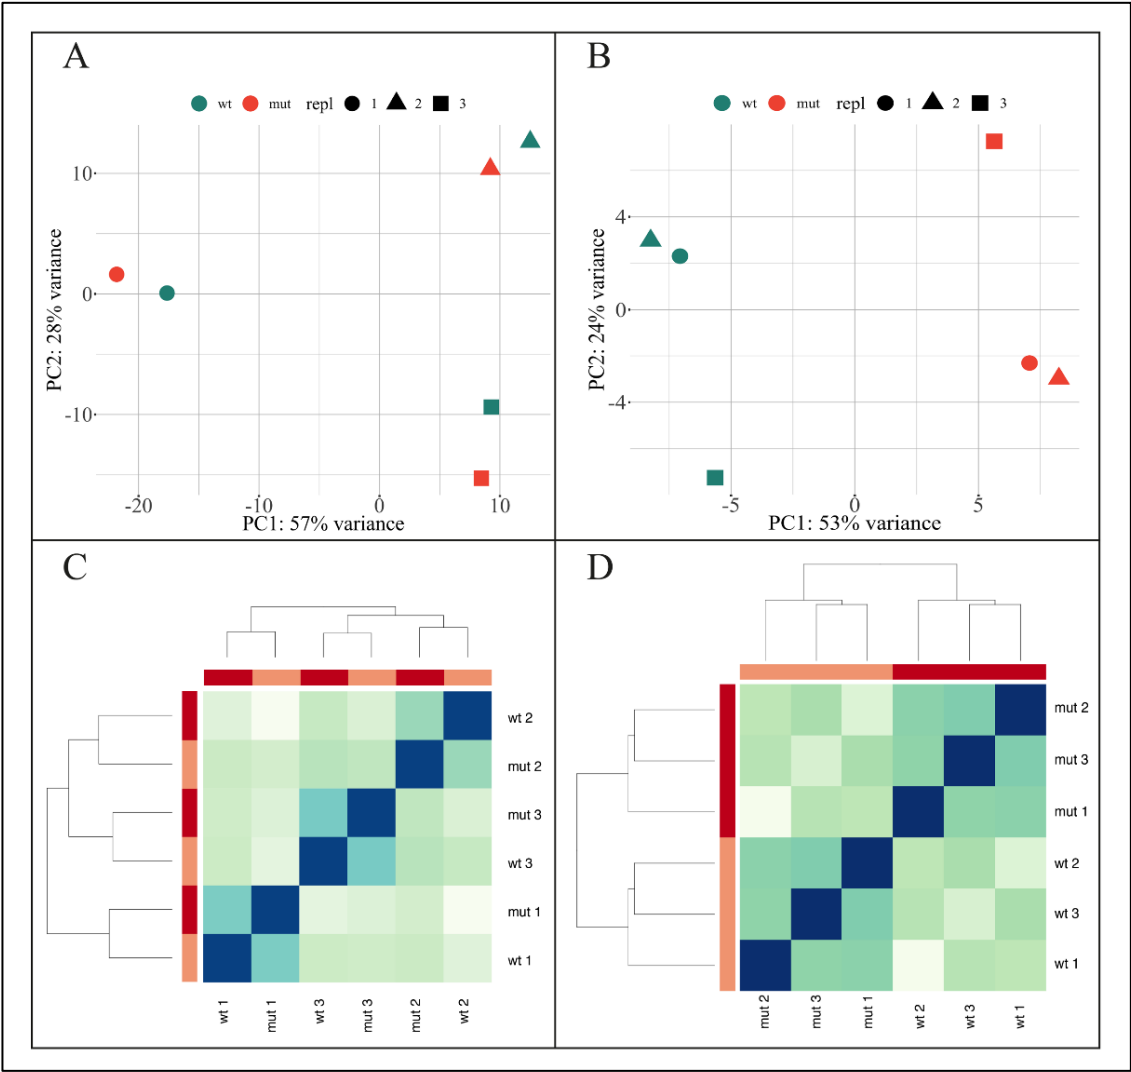 A
wt mut repl 1 2 3
10
0
-10
PC2: 28% variance
-20 -10 0 10
PC1: 57% variance
B
wt mut repl 1 2 3
4
0
-4
PC2: 24% variance
-5 0 5
PC1: 53% variance
C
wt 2
mut 2
mut 3
wt 3
mut 1
wt 1
wt 1 mut 1 wt 3 mut 3 mut 2 wt 2
D
mut 2
mut 3
mut 1
wt 2
wt 3
wt 1
mut 2 mut 3 mut 1 wt 2 wt 3 wt 1